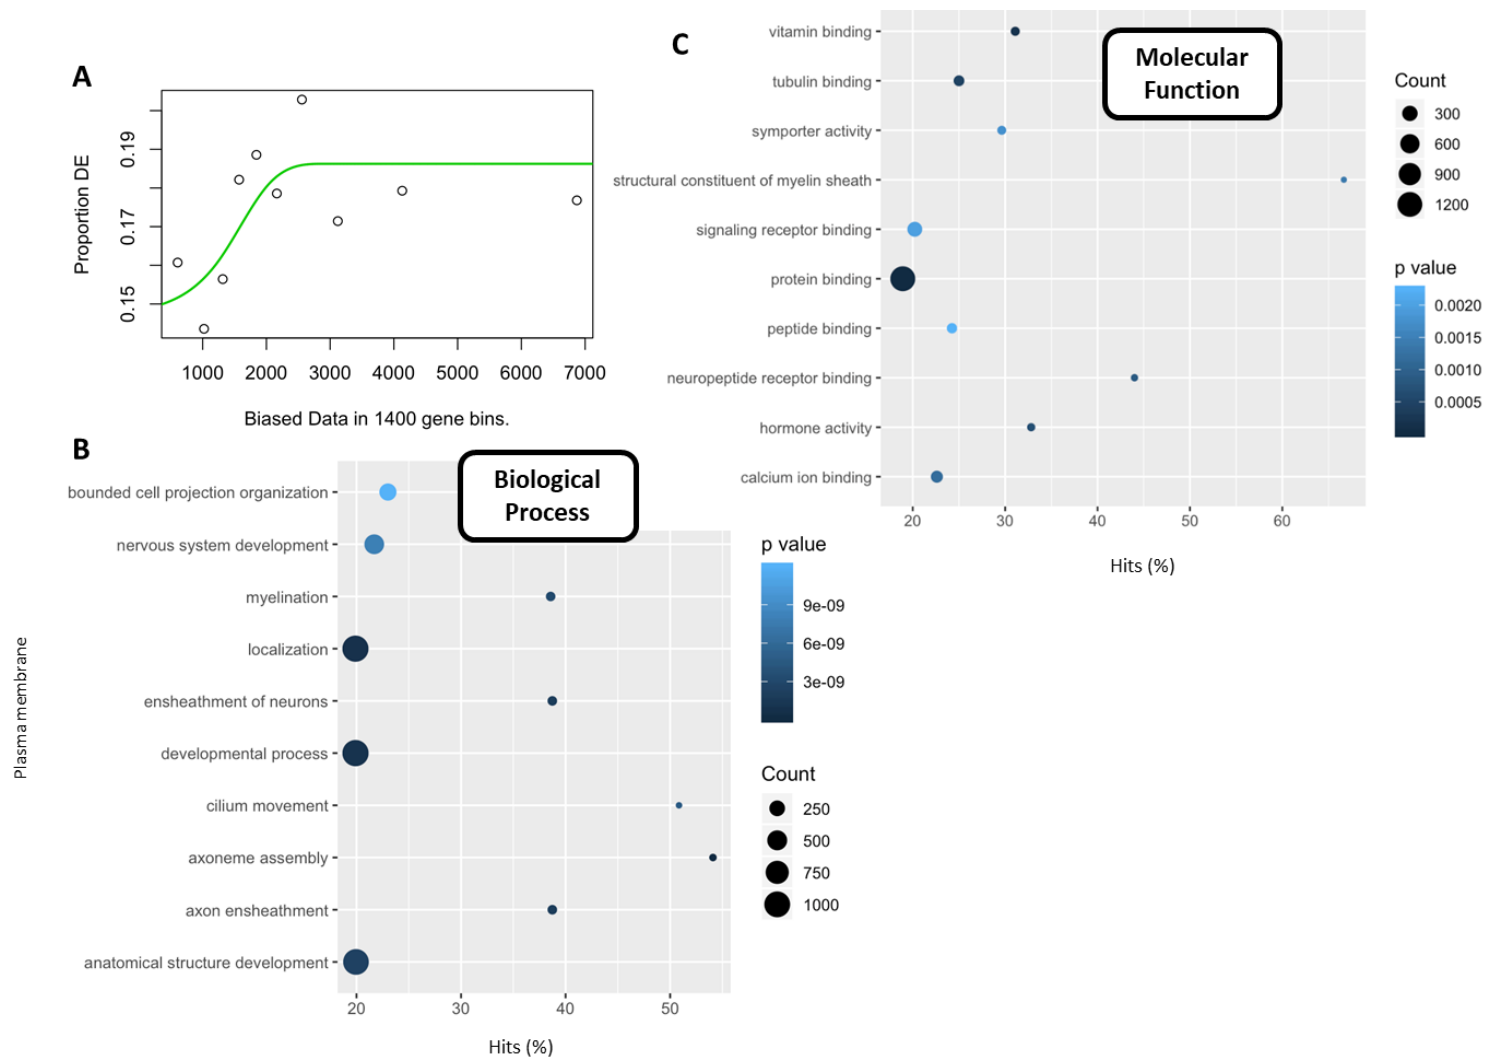 A
Proportion DE
0.19
0.17
0.15
1000 2000 3000 4000 5000 6000 7000
Biased Data in 1400 gene bins.
B
Biological
Process
Plasma membrane
bounded cell projection organization
nervous system development
myelination
localization
ensheathment of neurons
developmental process
cilium movement
axoneme assembly
axon ensheathment
anatomical structure development
20 30 40 50
Hits (%)
p value
9e-09
6e-09
3e-09
Count
250
500
750
1000
C
Molecular
Function
vitamin binding
tubulin binding
symporter activity
structural constituent of myelin sheath
signaling receptor binding
protein binding
peptide binding
neuropeptide receptor binding
hormone activity
calcium ion binding
20 30 40 50 60
Hits (%)
Count
300
600
900
1200
p value
0.0020
0.0015
0.0010
0.0005